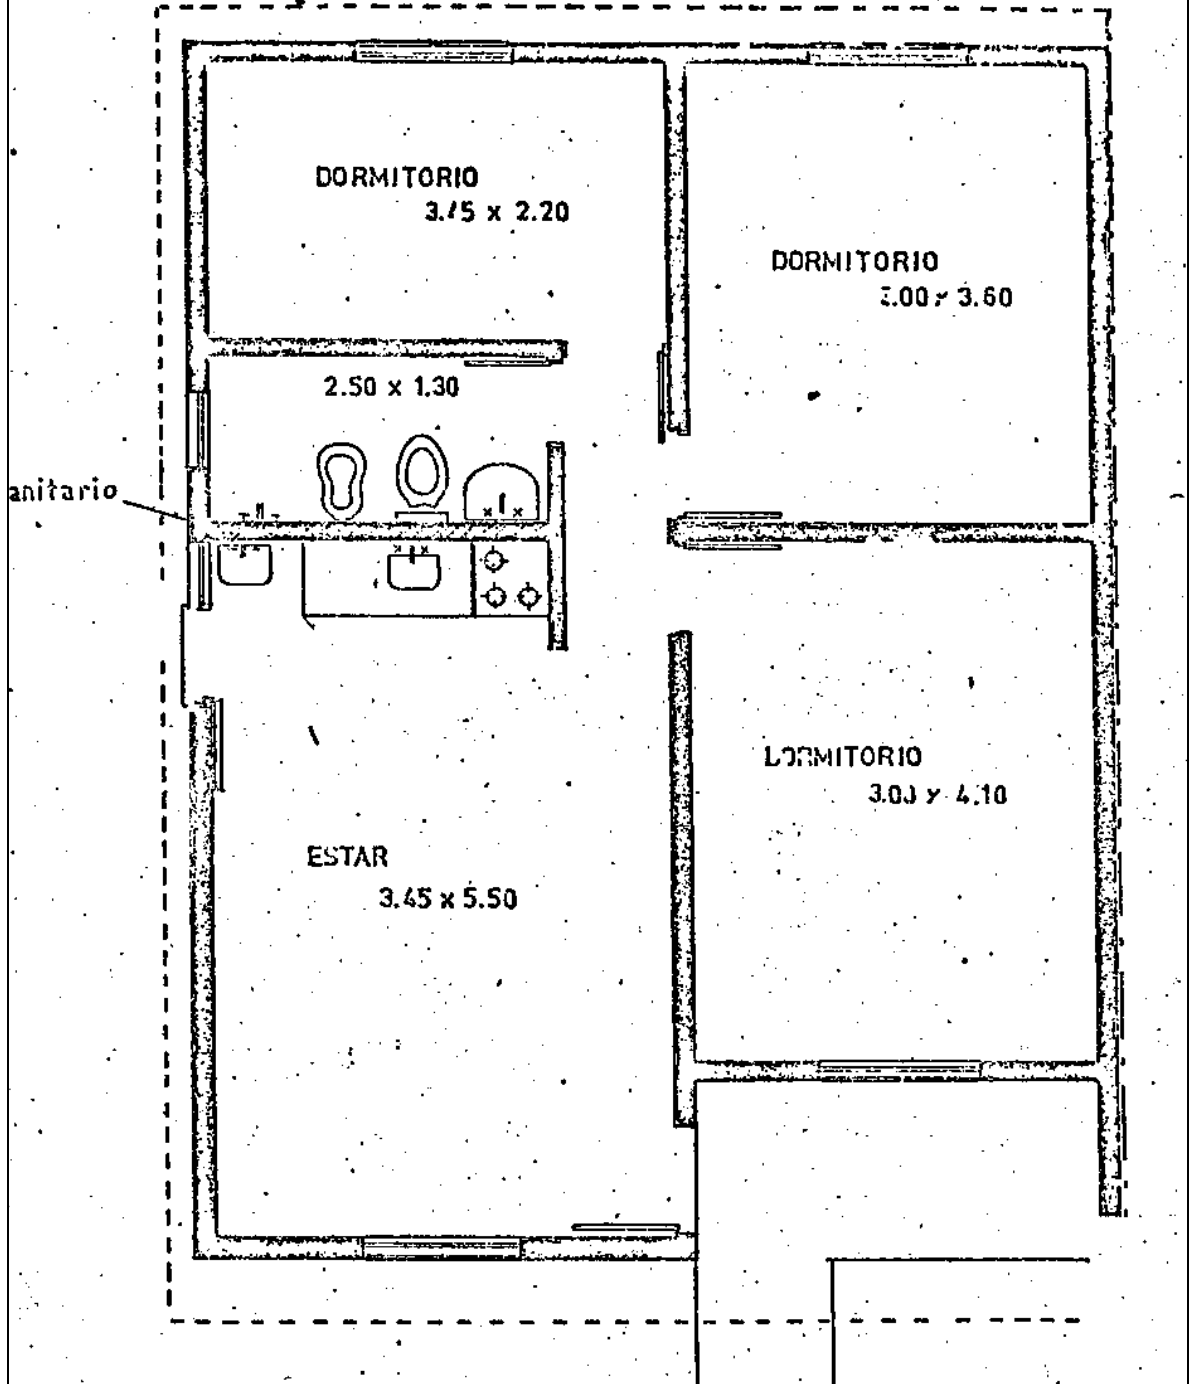 DORMITORIO
3.45 x 2.20
DORMITORIO
3.00 x 3.60
2.50 x 1.30
anitario
DORMITORIO
3.00 x 4.10
ESTAR
3.45 x 5.50